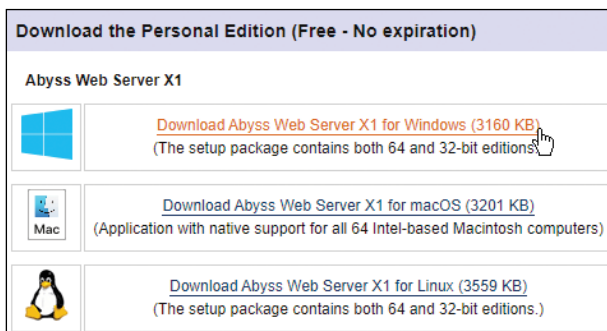 Download the Personal Edition (Free - No expiration)
Abyss Web Server X1
Download Abyss Web Server X1 for Windows (3160 KB)
(The setup package contains both 64 and 32-bit editions
Download Abyss Web Server X1 for macOS (3201 KB)
Mac
(Application with native support for all 64 Intel-based Macintosh computers)
Download Abyss Web Server X1 for Linux (3559 KB)
(The setup package contains both 64 and 32-bit editions.)